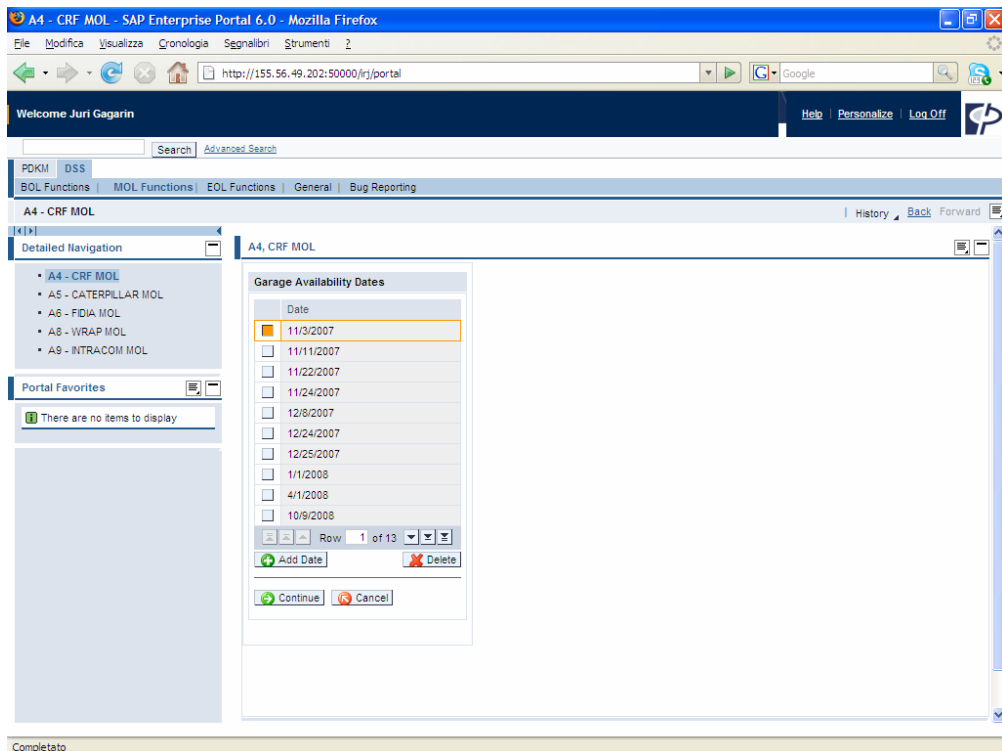 A4 - CRF MOL - SAP Enterprise Portal 6.0 - Mozilla Firefox
File Modifica Visualizza Cronologia Segnalibri Strumenti ?
http://155.56.49.202:50000/irj/portal Google
Welcome Juri Gagarin Help | Personalize | Log Off
Search Advanced Search
PDKM DSS
BOL Functions | MOL Functions | EOL Functions | General | Bug Reporting
A4 - CRF MOL | History Back Forward
Detailed Navigation
A4 - CRF MOL
A5 - CATERPILLAR MOL
A6 - FIDIA MOL
A8 - WRAP MOL
A9 - INTRACOM MOL
Portal Favorites
There are no items to display
A4, CRF MOL
Garage Availability Dates
Date
11/3/2007
11/11/2007
11/22/2007
11/24/2007
12/8/2007
12/24/2007
12/25/2007
1/1/2008
4/1/2008
10/9/2008
Row 1 of 13
Add Date Delete
Continue Cancel
Completato